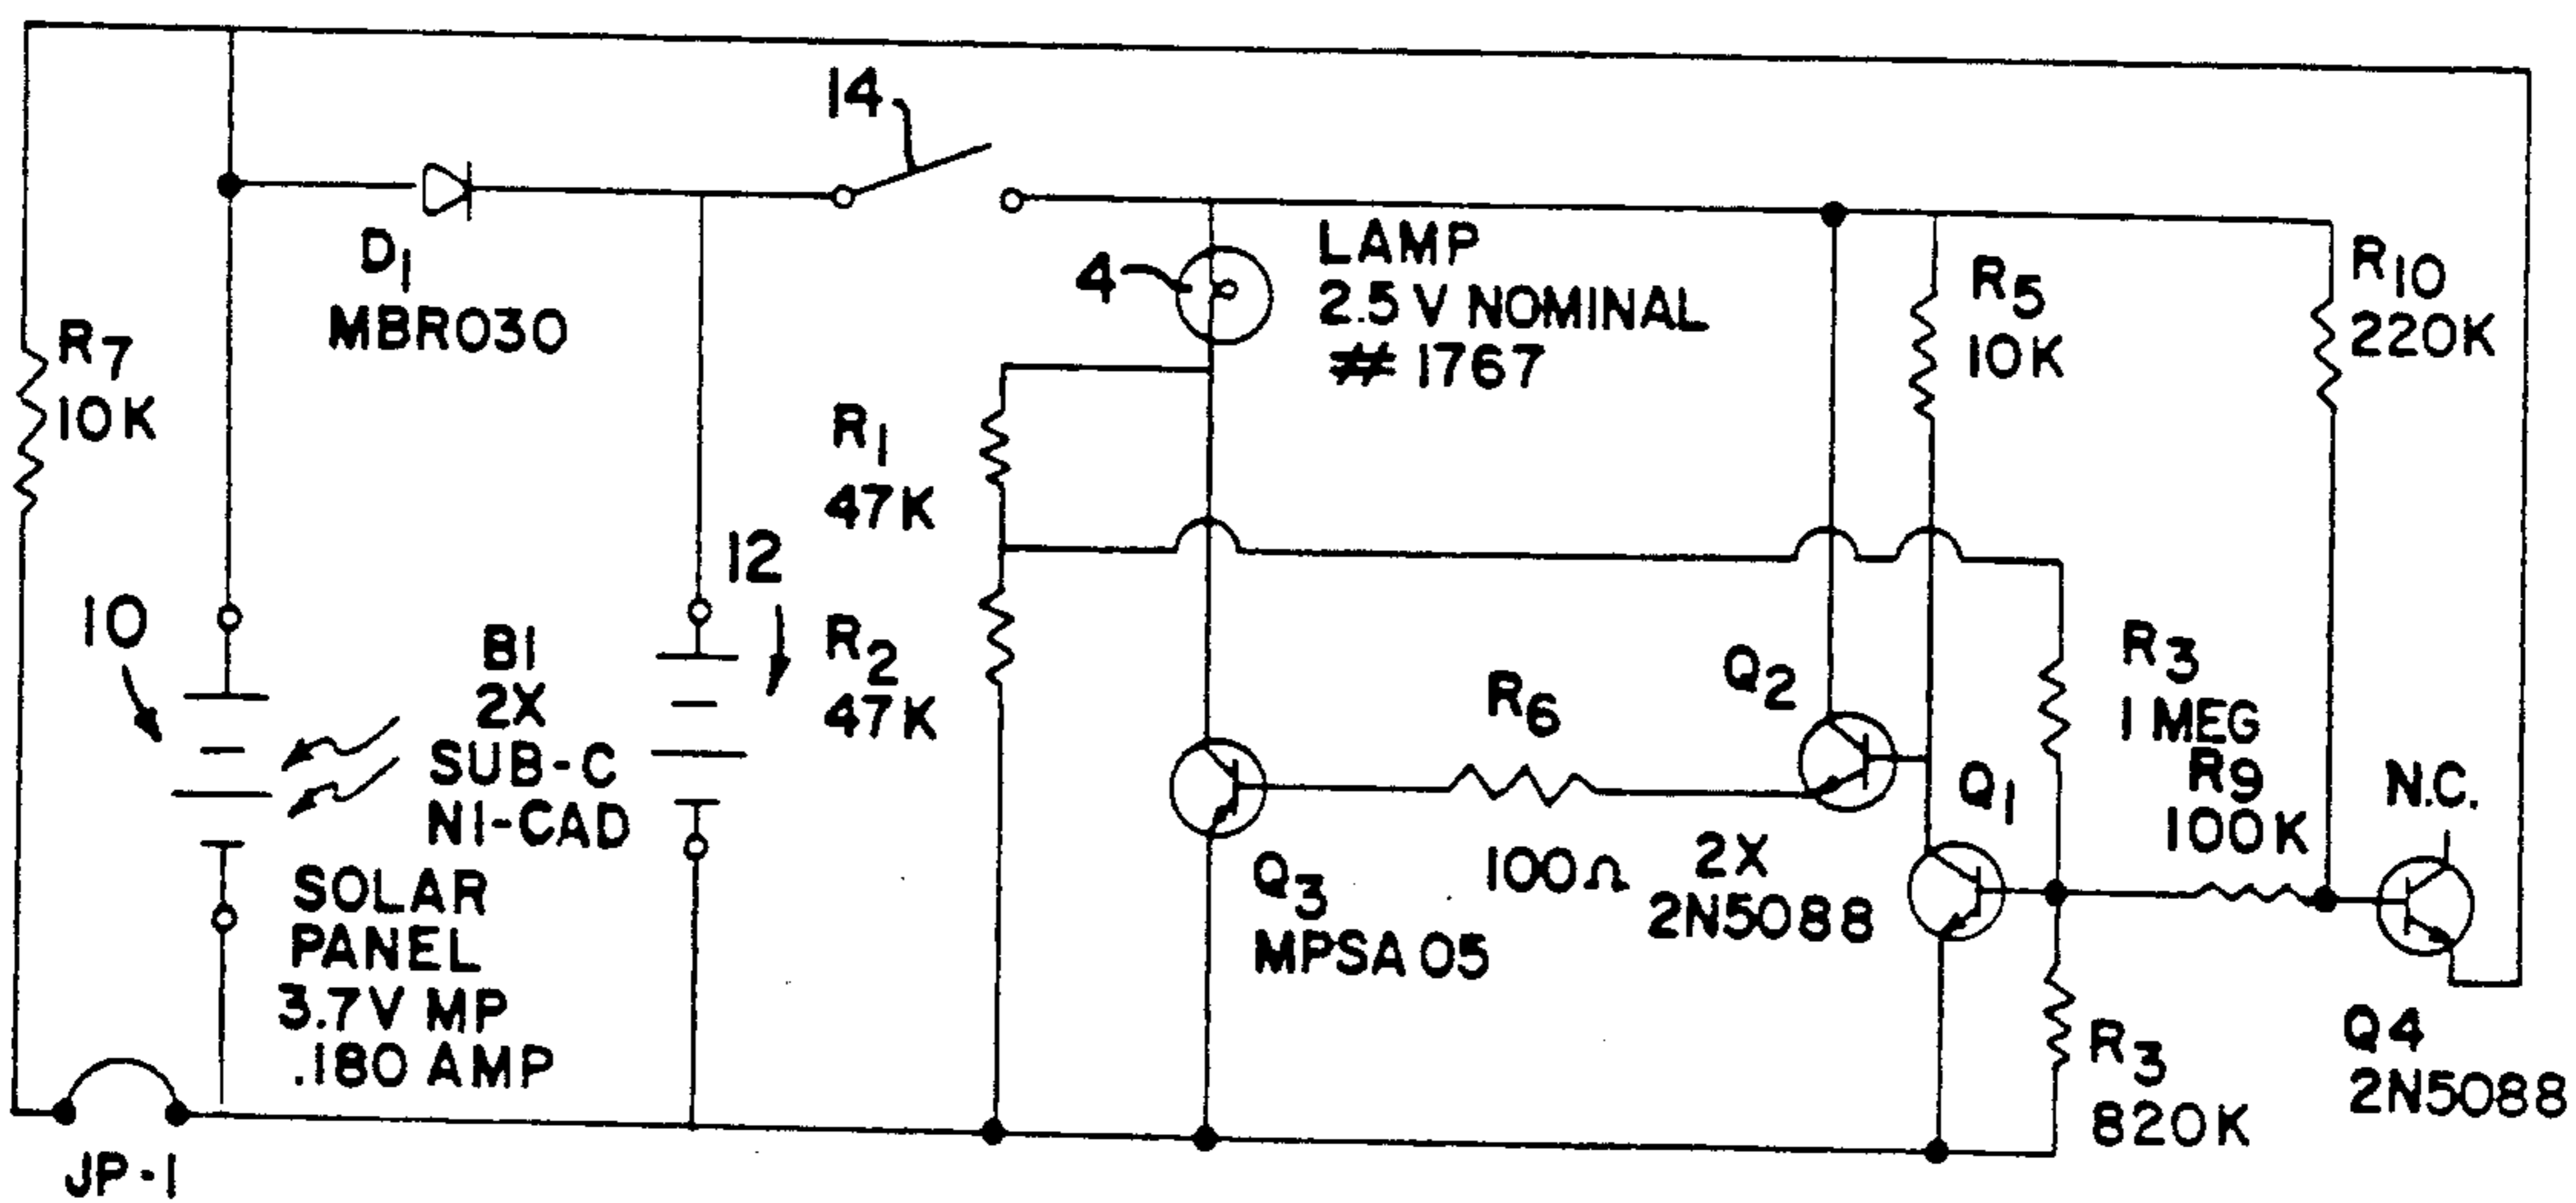 14
D1
MBR030
R7
10K
4
LAMP
2.5 V NOMINAL
# 1767
R5
10K
R10
220K
R1
47K
12
10
B1
2X
SUB-C
NI-CAD
R2
47K
SOLAR
PANEL
3.7V MP
.180 AMP
JP-1
Q3
MPSA 05
R6
100Ω
Q2
2X
2N5088
Q1
R3
1 MEG
R9
100K
N.C.
R3
820K
Q4
2N5088